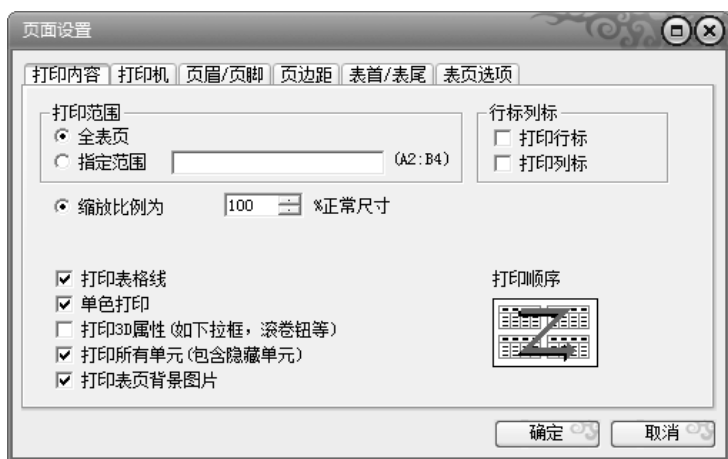 页面设置
打印内容 打印机 页眉/页脚 页边距 表首/表尾 表页选项
打印范围
全表页
指定范围 (A2:B4)
行标列标
打印行标
打印列标
缩放比例为 100 %正常尺寸
打印表格线
单色打印
打印3D属性(如下拉框，滚卷钮等)
打印所有单元(包含隐藏单元)
打印表页背景图片
打印顺序
确定 取消